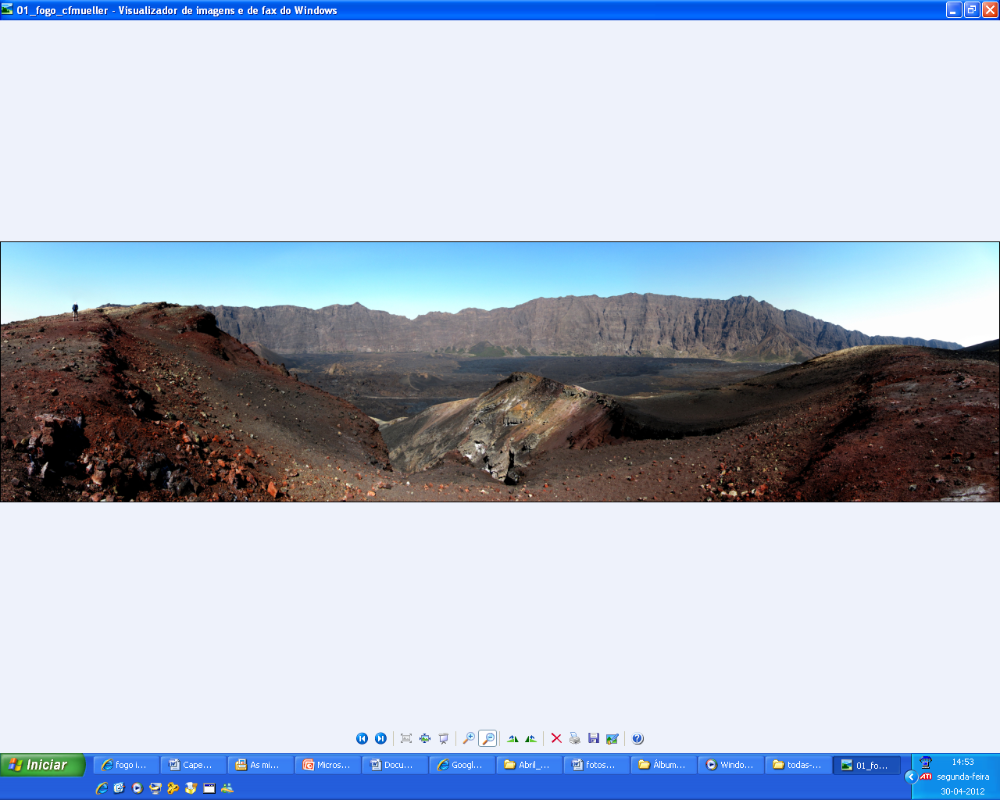 01_fogo_cfmueller - Visualizador de imagens e de fax do Windows
Iniciar
fogo i...
Cape...
As mi...
Micros...
Docu...
Googl...
Abril_...
fotos...
Álbum...
Windo...
todas-...
01_fo...
14:53
ATI
segunda-feira
30-04-2012